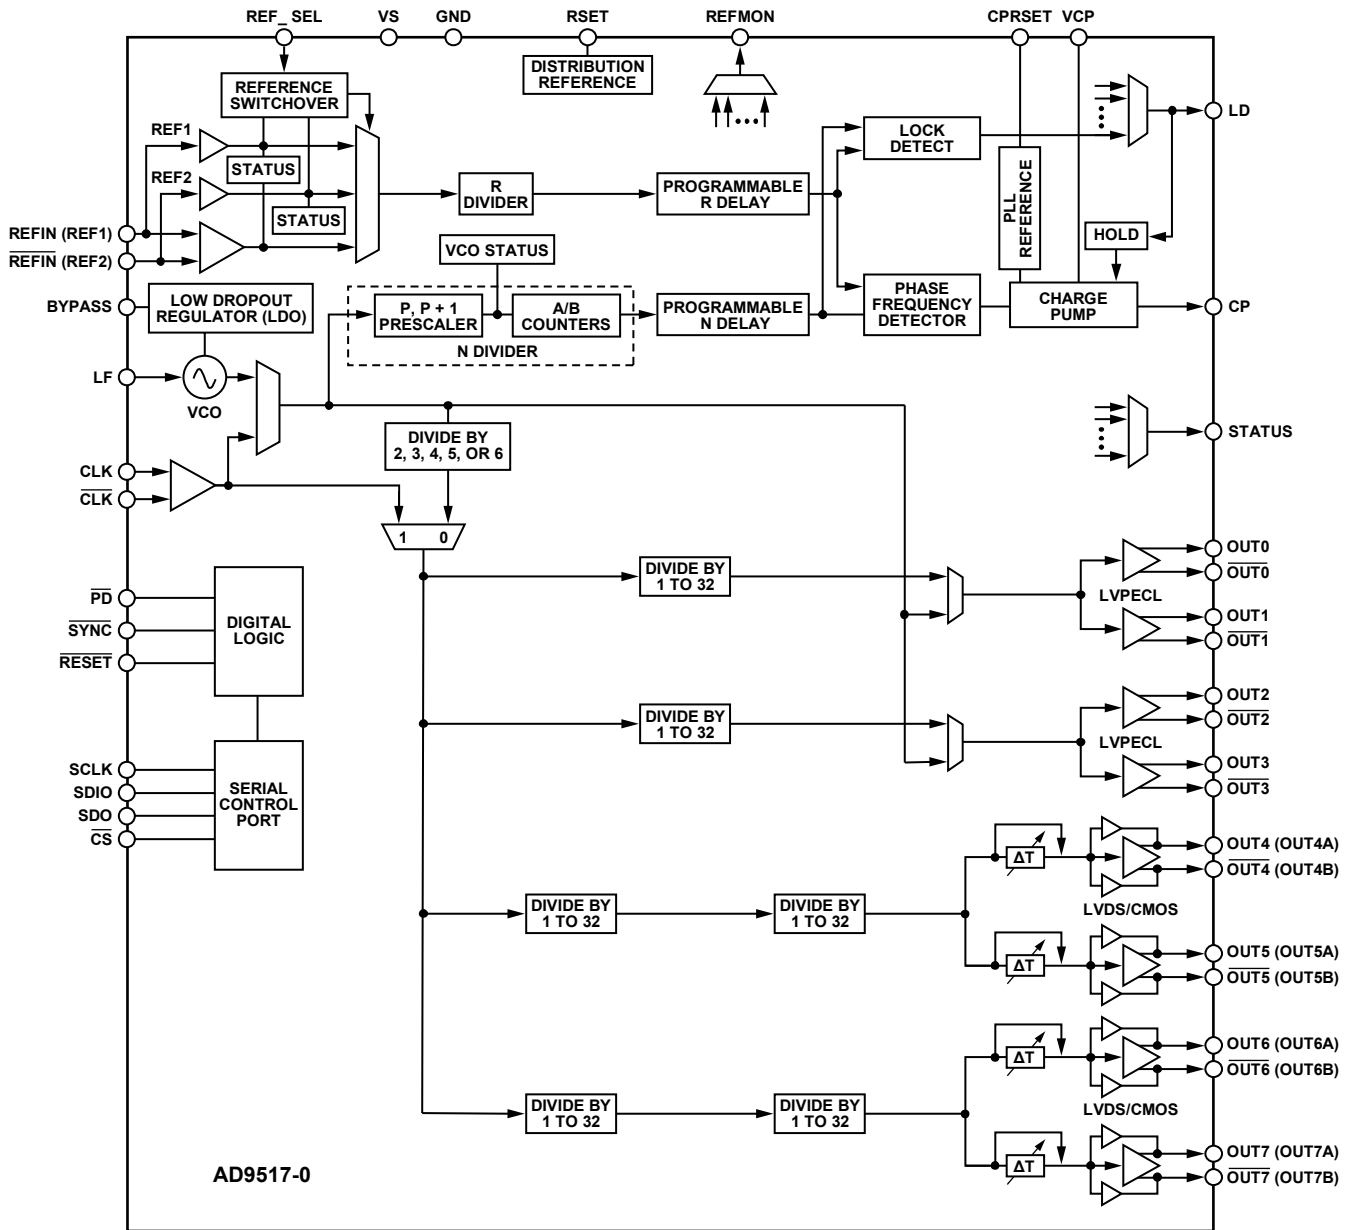 REF_ SEL
VS
GND
RSET
REFMON
CPRSET
VCP
DISTRIBUTION
REFERENCE
REFERENCE
SWITCHOVER
REF1
STATUS
REF2
STATUS
R
DIVIDER
PROGRAMMABLE
R DELAY
LOCK
DETECT
LD
PLL
REFERENCE
HOLD
REFIN (REF1)
REFIN (REF2)
BYPASS
LOW DROPOUT
REGULATOR (LDO)
VCO STATUS
P, P + 1
PRESCALER
A/B
COUNTERS
N DIVIDER
PROGRAMMABLE
N DELAY
PHASE
FREQUENCY
DETECTOR
CHARGE
PUMP
CP
LF
VCO
STATUS
CLK
CLK
DIVIDE BY
2, 3, 4, 5, OR 6
1 0
PD
SYNC
RESET
DIGITAL
LOGIC
DIVIDE BY
1 TO 32
LVPECL
OUT0
OUT0
OUT1
OUT1
DIVIDE BY
1 TO 32
LVPECL
OUT2
OUT2
OUT3
OUT3
SCLK
SDIO
SDO
CS
SERIAL
CONTROL
PORT
DIVIDE BY
1 TO 32
DIVIDE BY
1 TO 32
ΔT
ΔT
LVDS/CMOS
OUT4 (OUT4A)
OUT4 (OUT4B)
OUT5 (OUT5A)
OUT5 (OUT5B)
DIVIDE BY
1 TO 32
DIVIDE BY
1 TO 32
ΔT
ΔT
LVDS/CMOS
OUT6 (OUT6A)
OUT6 (OUT6B)
OUT7 (OUT7A)
OUT7 (OUT7B)
AD9517-0